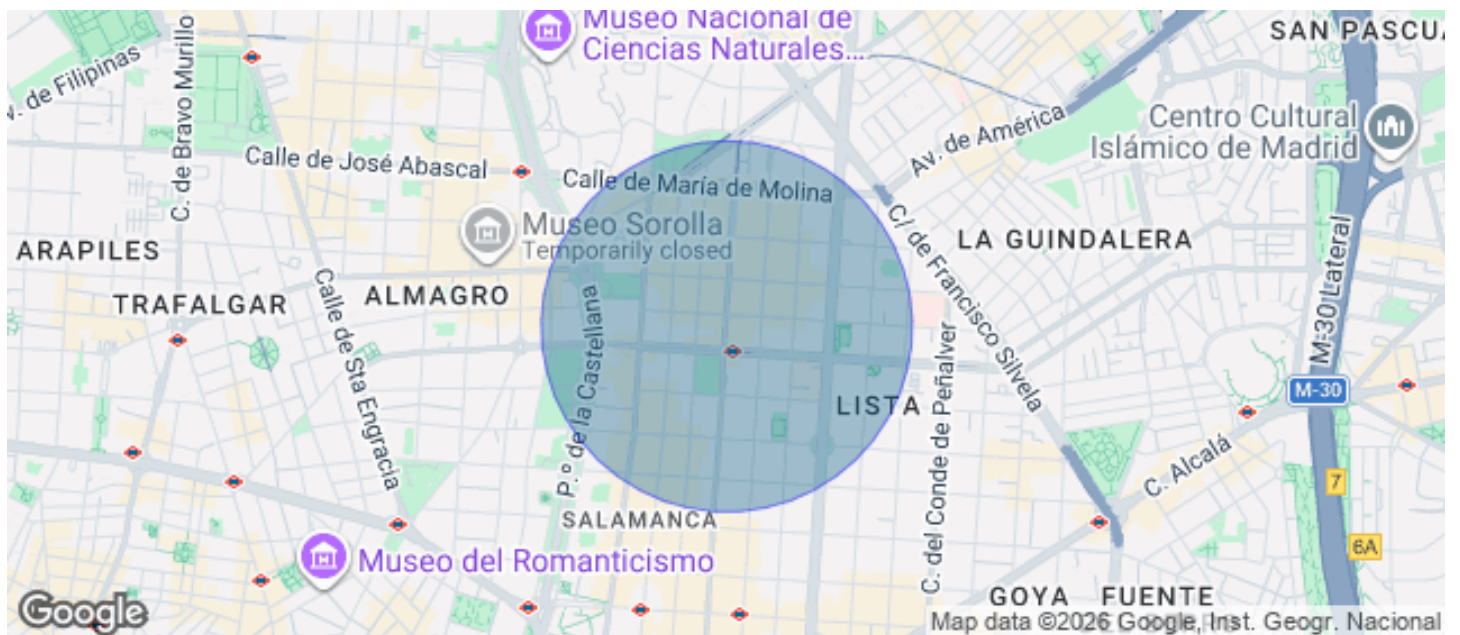 Museo Nacional de
Ciencias Naturales...
SAN PASCUA
Av. de Filipinas
C. de Bravo Murillo
Calle de José Abascal
Calle de María de Molina
Av. de América
Centro Cultural
Islámico de Madrid
Museo Sorolla
Temporarily closed
C/ de Francisco Silvela
LA GUINDALERA
M-30 Lateral
ARAPILES
TRAFALGAR
ALMAGRO
Calle de Sta Engracia
P.º de la Castellana
C. del Conde de Peñalver
LISTA
M-30
C. Alcalá
7
SALAMANCA
6A
Museo del Romanticismo
GOYA
FUENTE
Google
Map data ©2026 Google, Inst. Geogr. Nacional